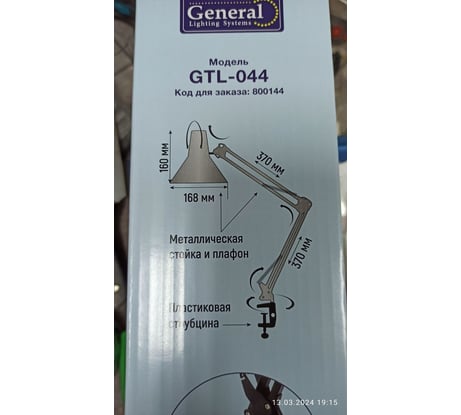 General
Lighting Systems
Модель
GTL-044
Код для заказа: 800144
160 мм
370 мм
168 мм
Металлическая
стойка и плафон
370 мм
Пластиковая
струбцина
13.03.2024 19:15